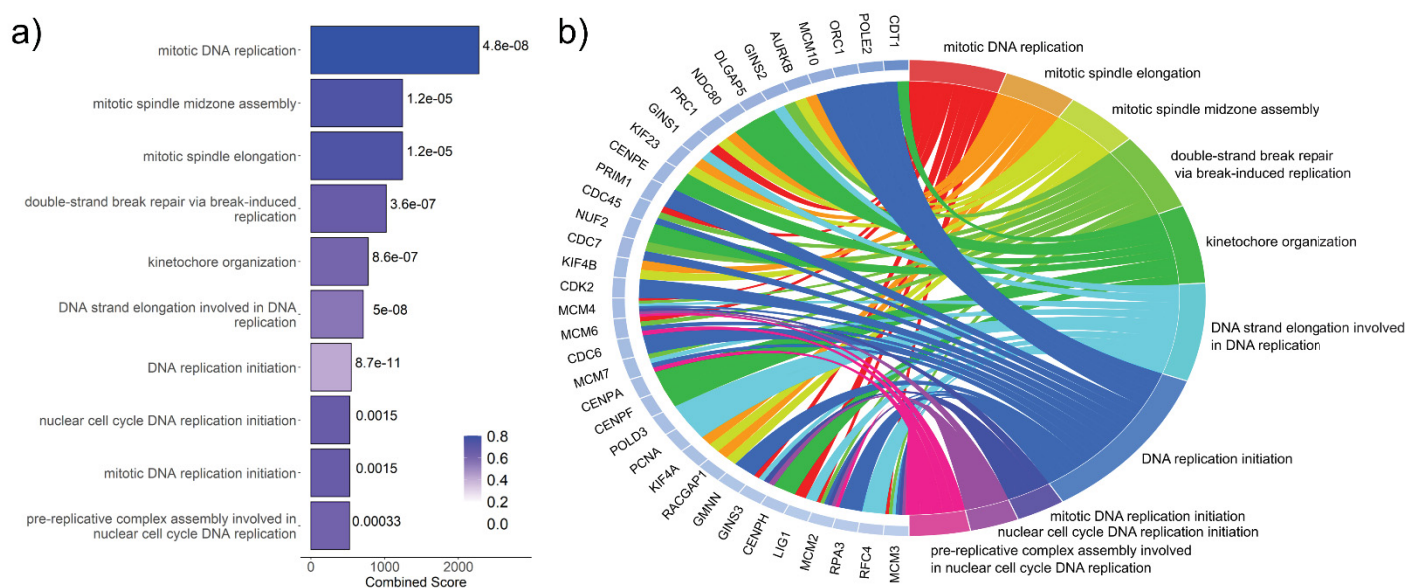 a)
mitotic DNA replication
4.8e-08
mitotic spindle midzone assembly
1.2e-05
mitotic spindle elongation
1.2e-05
double-strand break repair via break-induced
replication
3.6e-07
kinetochore organization
8.6e-07
DNA strand elongation involved in DNA
replication
5e-08
DNA replication initiation
8.7e-11
nuclear cell cycle DNA replication initiation
0.0015
mitotic DNA replication initiation
0.0015
pre-replicative complex assembly involved in
nuclear cell cycle DNA replication
0.00033
0.8
0.6
0.4
0.2
0.0
0
1000
2000
Combined Score
b)
CDT1
POLE2
ORC1
MCM10
AURKB
GINS2
DLGAP5
NDC80
PRC1
GINS1
KIF23
CENPE
PRIM1
CDC45
NUF2
CDC7
KIF4B
CDK2
MCM4
MCM6
CDC6
MCM7
CENPA
CENPF
POLD3
PCNA
KIF4A
RACGAP1
GMNN
GINS3
CENPH
LIG1
MCM2
RPA3
RFC4
MCM3
mitotic DNA replication
mitotic spindle elongation
mitotic spindle midzone assembly
double-strand break repair
via break-induced replication
kinetochore organization
DNA strand elongation involved
in DNA replication
DNA replication initiation
mitotic DNA replication initiation
nuclear cell cycle DNA replication initiation
pre-replicative complex assembly involved
in nuclear cell cycle DNA replication